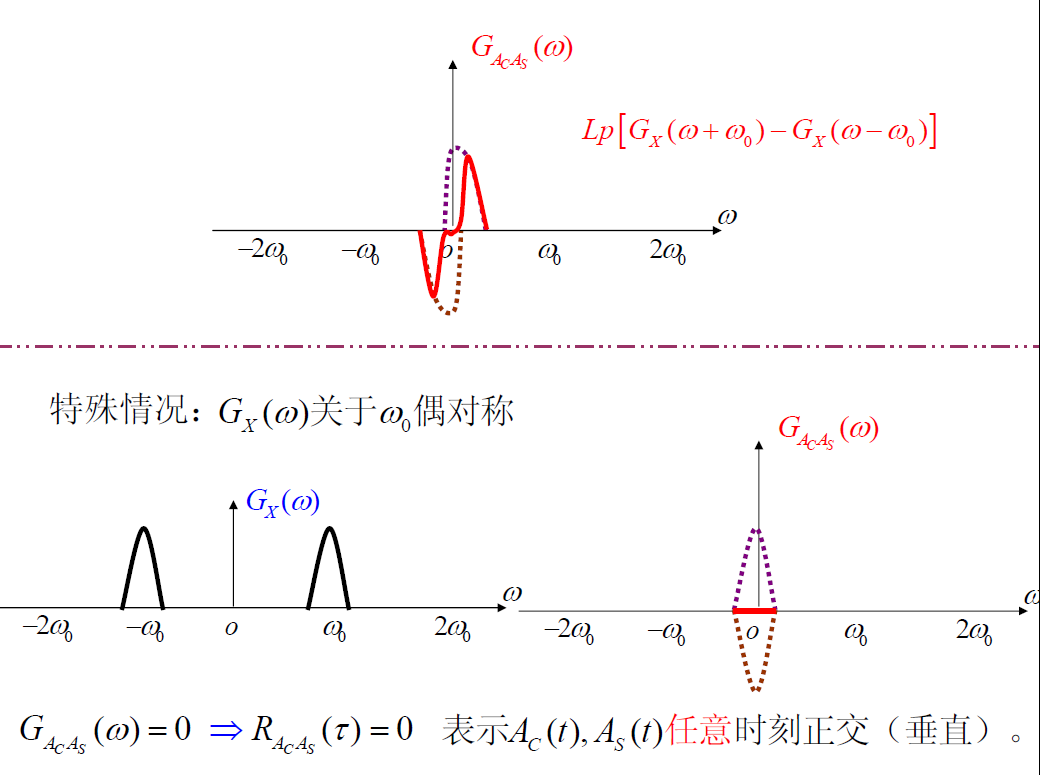 G_{A_C A_S}(ω)
Lp[G_X(ω+ω_0)−G_X(ω−ω_0)]
ω
−2ω_0 −ω_0 o ω_0 2ω_0
特殊情况：G_X(ω)关于ω_0偶对称
G_{A_C A_S}(ω)
G_X(ω)
ω
ω
−2ω_0 −ω_0 o ω_0 2ω_0
−2ω_0 −ω_0 o ω_0 2ω_0
G_{A_C A_S}(ω)=0 ⇒ R_{A_C A_S}(τ)=0 表示A_C(t),A_S(t)任意时刻正交（垂直）。